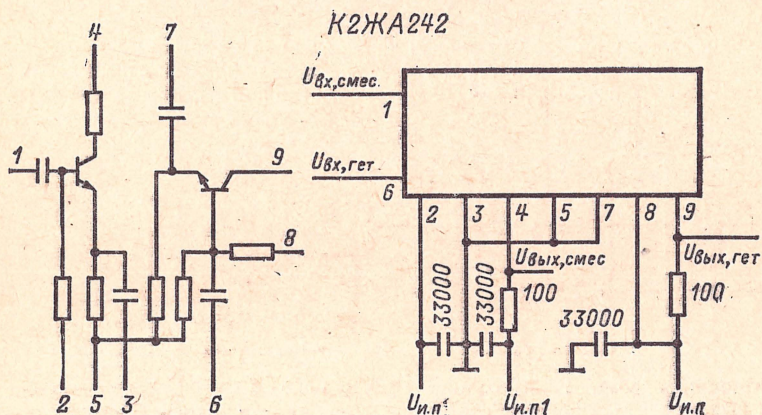 К2ЖА242
4
7
Uвх,смес.
1
1
9
Uвх,гет
6
2 3 4 5 7 8 9
8
Uвых,смес
Uвых,гет
33000
33000
100
33000
100
2 5 3 6
Uи.п
Uи.п1
Uи.п